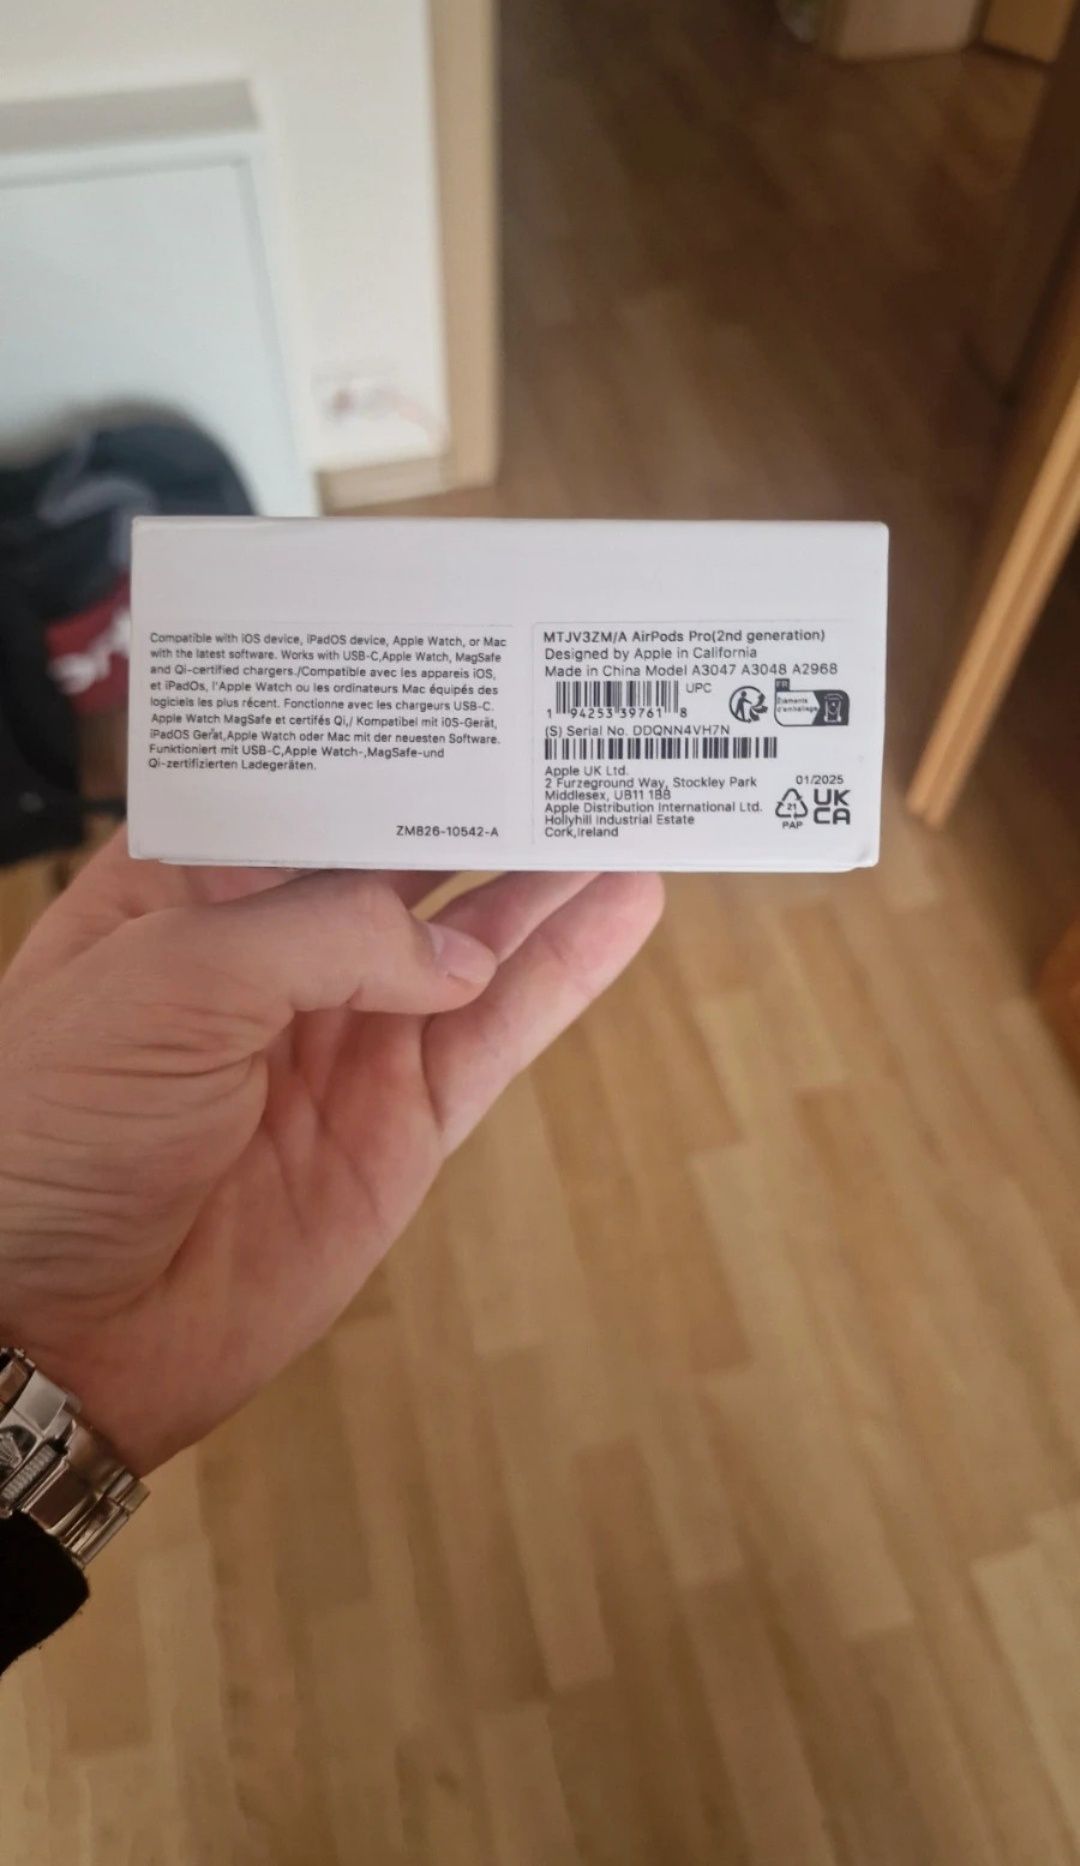 Compatible with iOS device, iPadOS device, Apple Watch, or Mac
with the latest software. Works with USB-C,Apple Watch, MagSafe
and Qi-certified chargers./Compatible avec les appareis iOS,
et iPadOs, l'Apple Watch ou les ordinateurs Mac équipés des
logiciels les plus récent. Fonctionne avec les chargeurs USB-C.
Apple Watch MagSafe et certifés Qi,/ Kompatibel mit iOS-Gerät,
iPadOS Gerät,Apple Watch oder Mac mit der neuesten Software.
Funktioniert mit USB-C,Apple Watch-,MagSafe-und
Qi-zertifizierten Ladegeräten.
ZM826-10542-A
MTJV3ZM/A AirPods Pro(2nd generation)
Designed by Apple in California
Made in China Model A3047 A3048 A2968
UPC
1 94253 39761 8
FR
d'emballage
(S) Serial No. DDQNN4VH7N
Apple UK Ltd.
2 Furzeground Way, Stockley Park
Middlesex, UB11 1BB
Apple Distribution International Ltd.
Hollyhill Industrial Estate
Cork,Ireland
01/2025
21
PAP
UK
CA